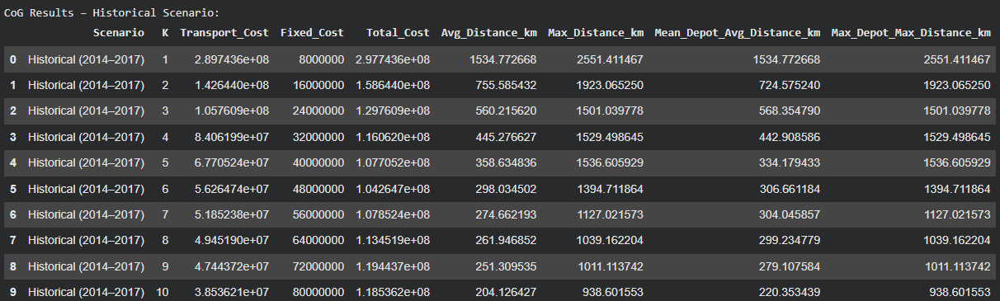 CoG Results – Historical Scenario:
Scenario K Transport_Cost Fixed_Cost Total_Cost Avg_Distance_km Max_Distance_km Mean_Depot_Avg_Distance_km Max_Depot_Max_Distance_km
0 Historical (2014–2017) 1 2.897436e+08 8000000 2.977436e+08 1534.772668 2551.411467 1534.772668 2551.411467
1 Historical (2014–2017) 2 1.426440e+08 16000000 1.586440e+08 755.585432 1923.065250 724.575240 1923.065250
2 Historical (2014–2017) 3 1.057609e+08 24000000 1.297609e+08 560.215620 1501.039778 568.354790 1501.039778
3 Historical (2014–2017) 4 8.406199e+07 32000000 1.160620e+08 445.276627 1529.498645 442.908586 1529.498645
4 Historical (2014–2017) 5 6.770524e+07 40000000 1.077052e+08 358.634836 1536.605929 334.179433 1536.605929
5 Historical (2014–2017) 6 5.626474e+07 48000000 1.042647e+08 298.034502 1394.711864 306.661184 1394.711864
6 Historical (2014–2017) 7 5.185238e+07 56000000 1.078524e+08 274.662193 1127.021573 304.045857 1127.021573
7 Historical (2014–2017) 8 4.945190e+07 64000000 1.134519e+08 261.946852 1039.162204 299.234779 1039.162204
8 Historical (2014–2017) 9 4.744372e+07 72000000 1.194437e+08 251.309535 1011.113742 279.107584 1011.113742
9 Historical (2014–2017) 10 3.853621e+07 80000000 1.185362e+08 204.126427 938.601553 220.353439 938.601553